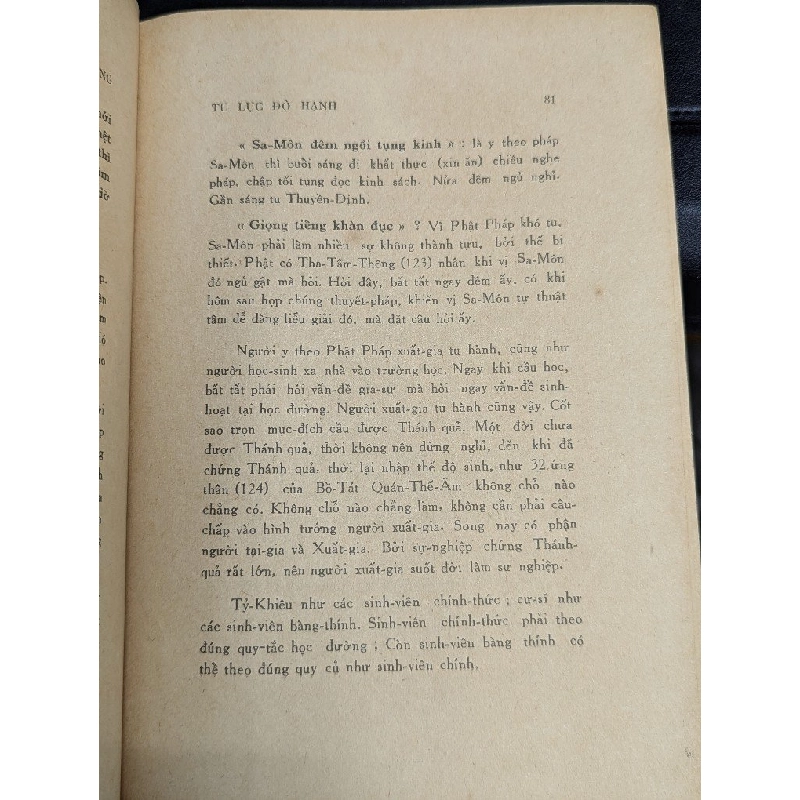 NG
TỪ LỤC ĐỘ HẠNH
81
« Sa-Môn đêm ngồi tụng kinh » : là y theo pháp
Sa-Môn thì buồi sáng đi khất thực (xin ăn) chiều nghe
pháp, chập tối tụng đọc kinh sách. Nửa đêm ngủ nghỉ.
Gần sáng tu Thuyền-Định.
« Giọng tiếng khàn đục » ? Vì Phật Pháp khó tu,
Sa-Môn phải làm nhiều sự không thành tựu, bởi thế bi
thiết. Phật có Tha-Tâm-Thông (123) nhân khi vị Sa-Môn
đó ngủ gật mà hỏi. Hỏi đây, bất tất ngay đêm ấy, có khi
hôm sau họp chúng thuyết-pháp, khiến vị Sa-Môn tự thuật
tâm dễ dàng liễu giải đó, mà đặt câu hỏi ấy.
Người y theo Phật Pháp xuất-gia tu hành, cũng như
người học-sinh xa nhà vào trường học. Ngay khi cầu học,
bất tất phải hỏi vấn-đề gia-sự mà hỏi ngay vấn-đề sinh-
hoạt tại học đường. Người xuất-gia tu hành cũng vậy. Cốt
sao trọn mục-đích cầu được Thánh-quả. Một đời chưa
được Thánh-quả, thời không nên dừng nghỉ, đến khi đã
chứng Thánh quả, thời lại nhập thế độ sinh, như 32 ứng
thân (124) của Bồ-Tát Quán-Thế-Âm không chỗ nào
chẳng có. Không chỗ nào chẳng làm, không cần phải câu-
chấp vào hình tướng người xuất-gia. Song nay có phận
người tại-gia và Xuất-gia. Bởi sự-nghiệp chứng Thánh-
quả rất lớn, nên người xuất-gia suốt đời làm sự nghiệp.
Tỷ-Khiêu như các sinh-viên chính-thức ; cư-sĩ như
các sinh-viên bàng-thính. Sinh-viên chính-thức phải theo
đúng quy-tắc học đường ; Còn sinh-viên bàng thính có
thề theo đúng quy củ như sinh-viên chính.